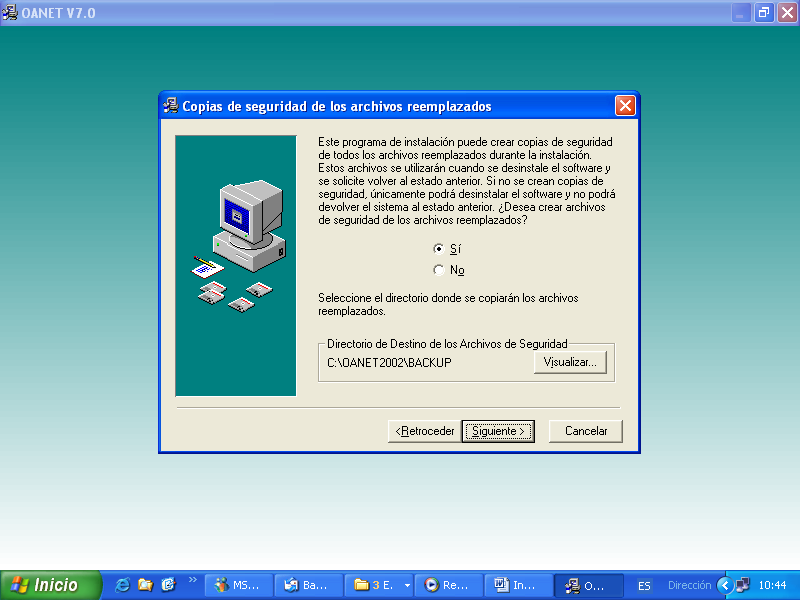 OANET V7.0
Copias de seguridad de los archivos reemplazados
Este programa de instalación puede crear copias de seguridad
de todos los archivos reemplazados durante la instalación.
Estos archivos se utilizarán cuando se desinstale el software y
se solicite volver al estado anterior. Si no se crean copias de
seguridad, únicamente podrá desinstalar el software y no podrá
devolver el sistema al estado anterior. ¿Desea crear archivos
de seguridad de los archivos reemplazados?
Sí
No
Seleccione el directorio donde se copiarán los archivos
reemplazados.
Directorio de Destino de los Archivos de Seguridad
C:\OANET2002\BACKUP
Visualizar...
<Retroceder
Siguiente >
Cancelar
Inicio
»
MS...
Ba...
3 E.
Re...
In...
O...
ES
Dirección
10:44